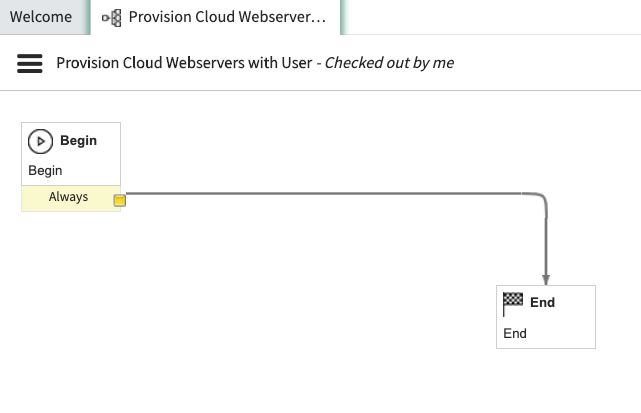 Welcome
Provision Cloud Webserver...
Provision Cloud Webservers with User - Checked out by me
Begin
Begin
Always
End
End